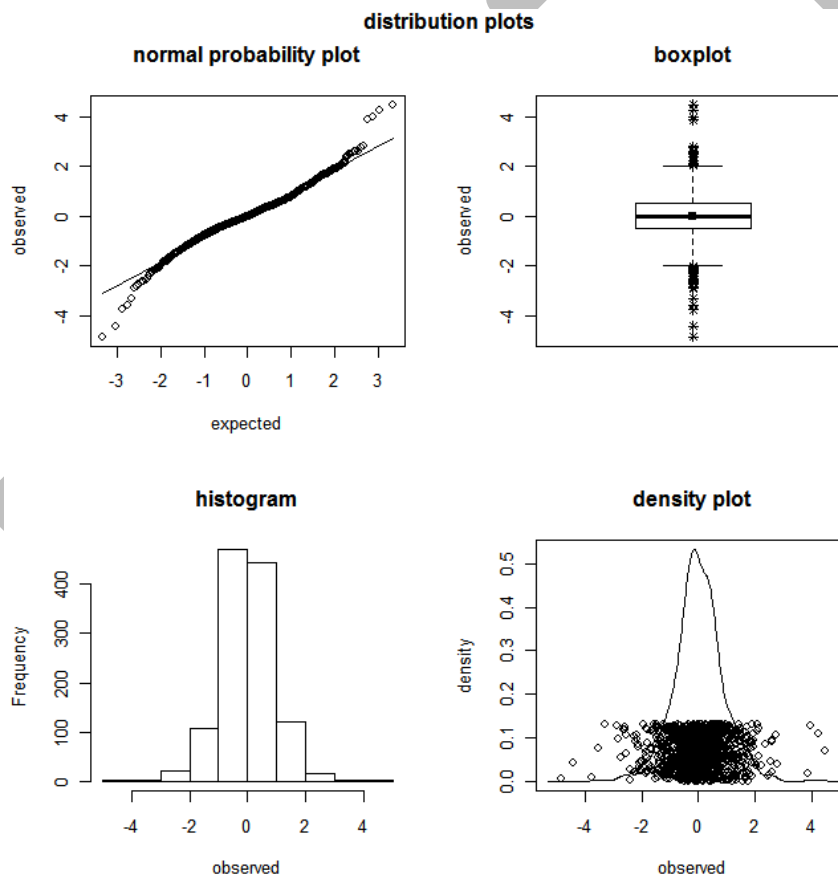 distribution plots
normal probability plot
observed
4
2
0
-2
-4
-3 -2 -1 0 1 2 3
expected
boxplot
observed
4
2
0
-2
-4
histogram
Frequency
400
300
200
100
0
-4 -2 0 2 4
observed
density plot
density
0.5
0.4
0.3
0.2
0.1
0.0
-4 -2 0 2 4
observed